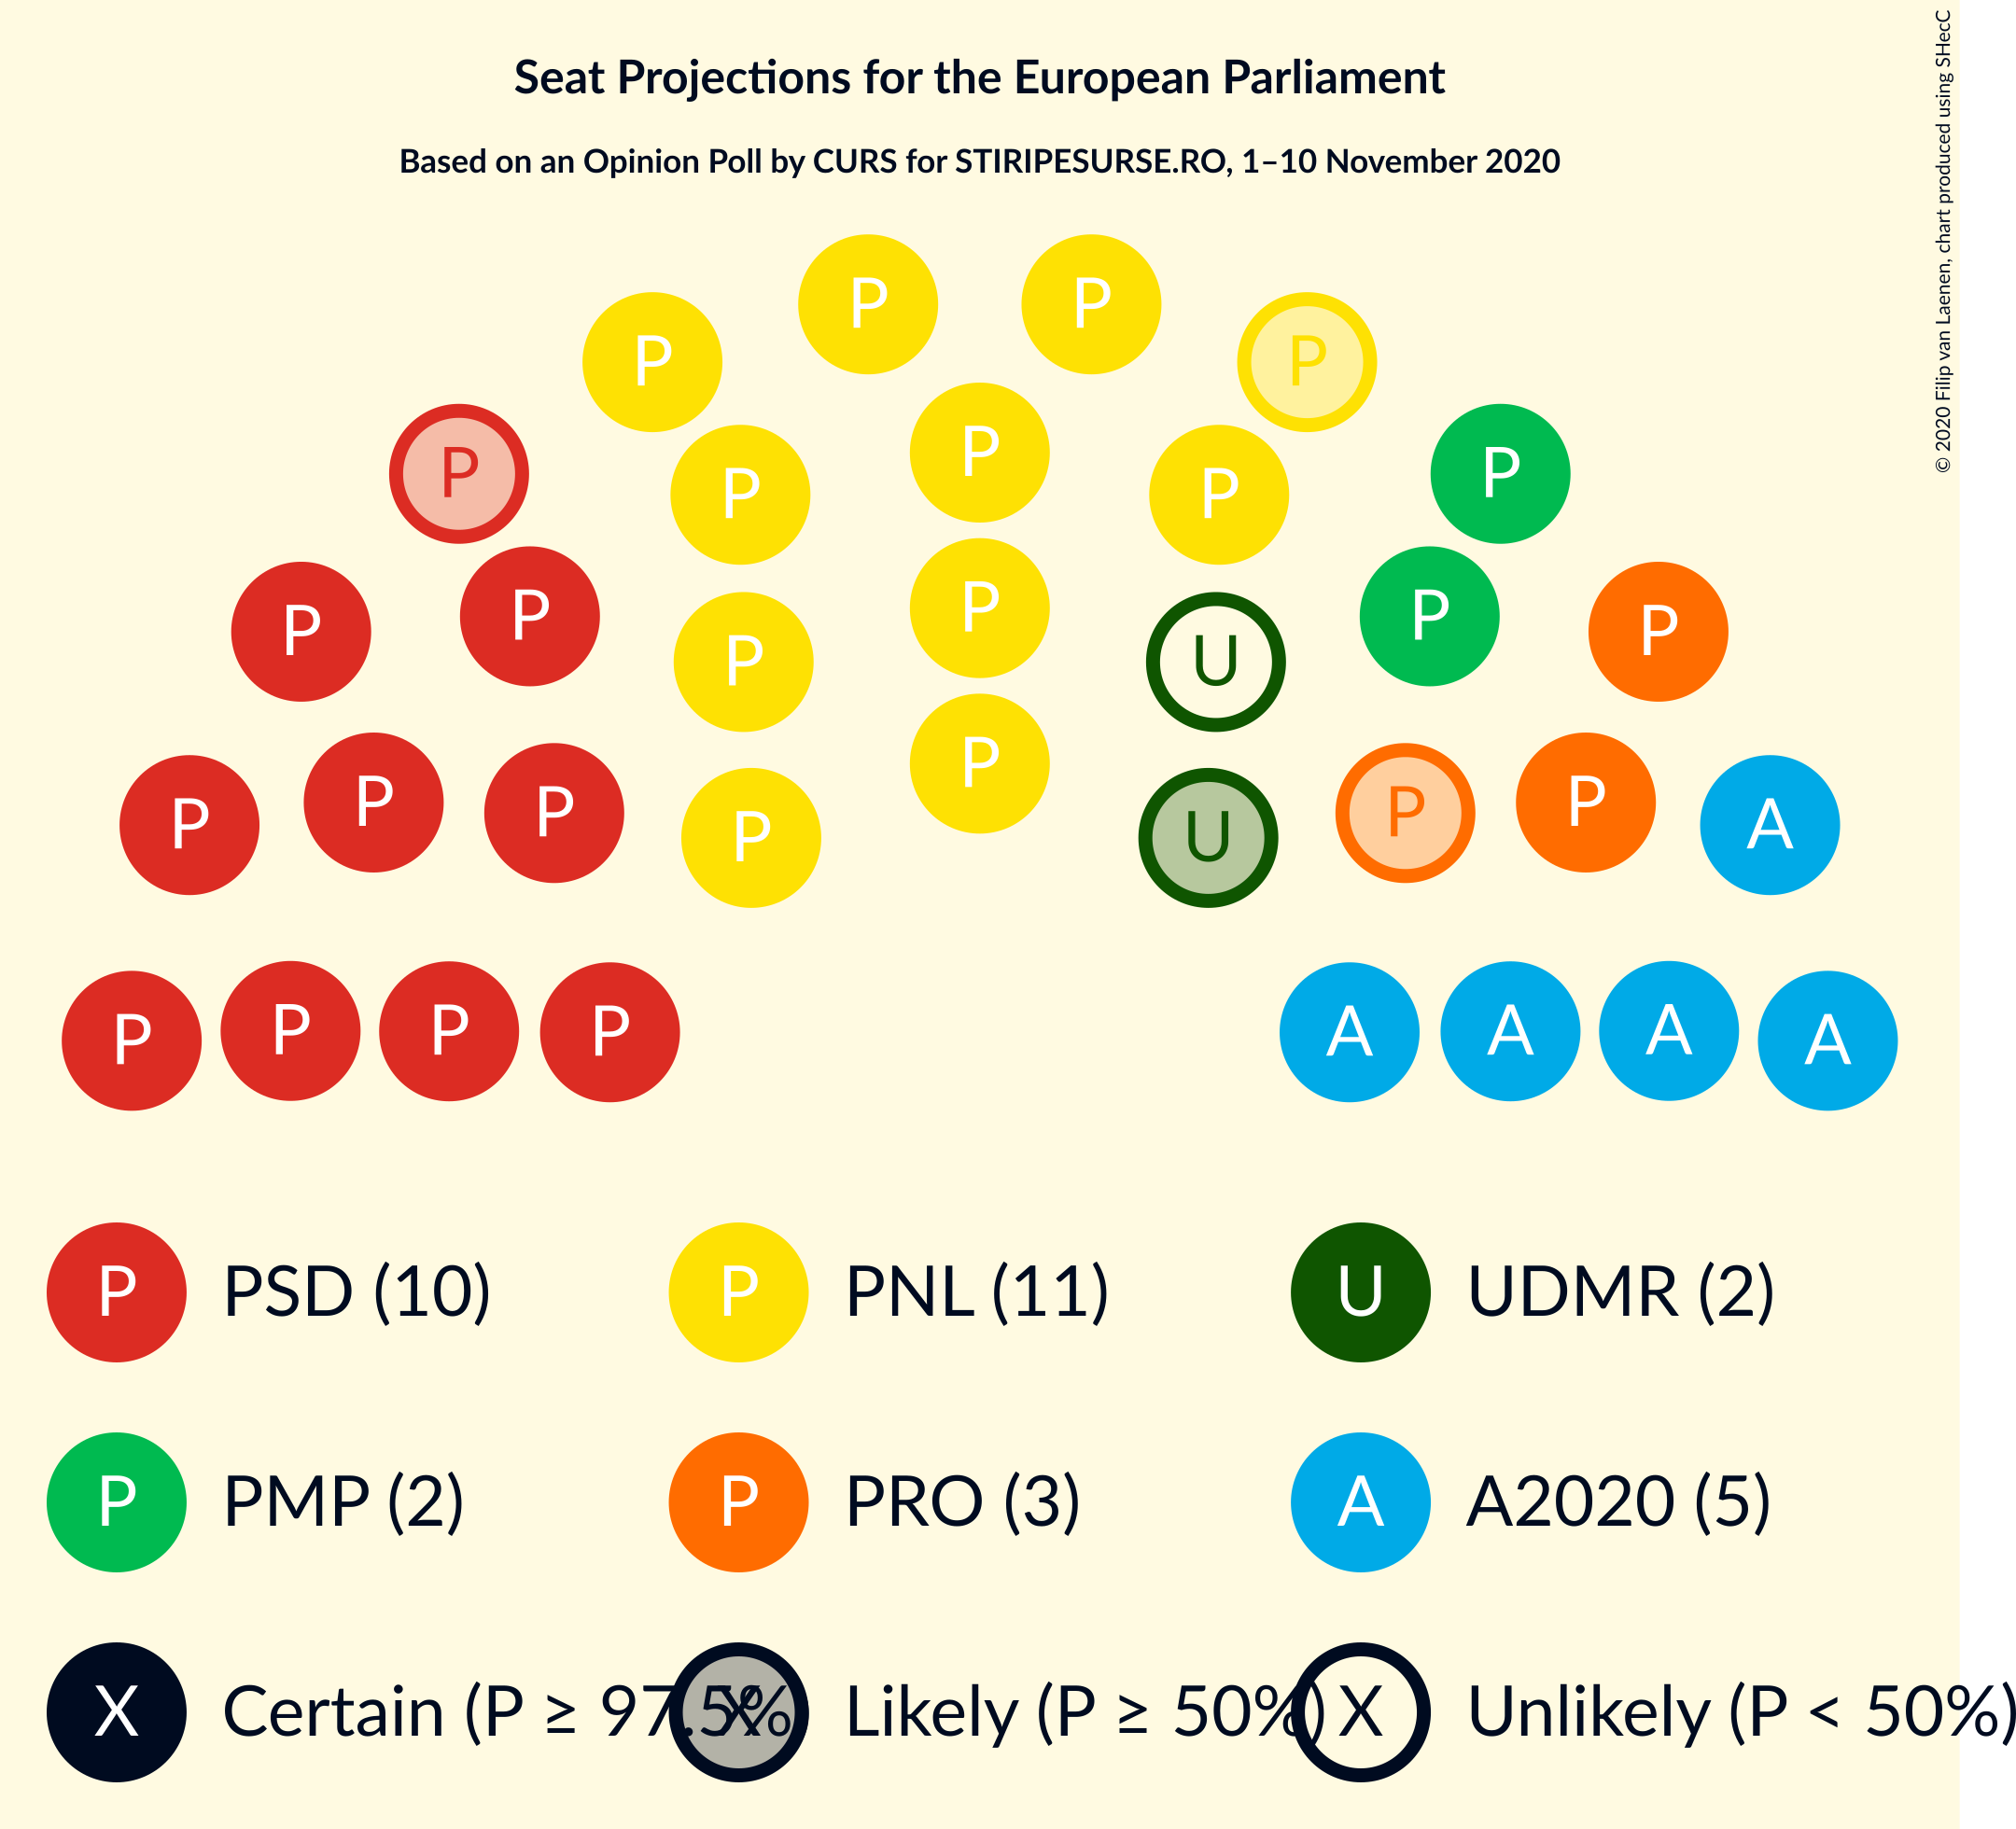 Seat Projections for the European Parliament
Based on an Opinion Poll by CURS for STIRIPESURSE.RO, 1–10 November 2020
© 2020 Filip van Laenen, chart produced using SHecC
P P
P P
P P
P P P
P P P P
P U
P P P P P A
P P U
P P P P A A A A
P PSD (10) P PNL (11) U UDMR (2)
P PMP (2) P PRO (3) A A2020 (5)
X Certain (P ≥ 97.5% X Likely (P ≥ 50%) X Unlikely (P < 50%)